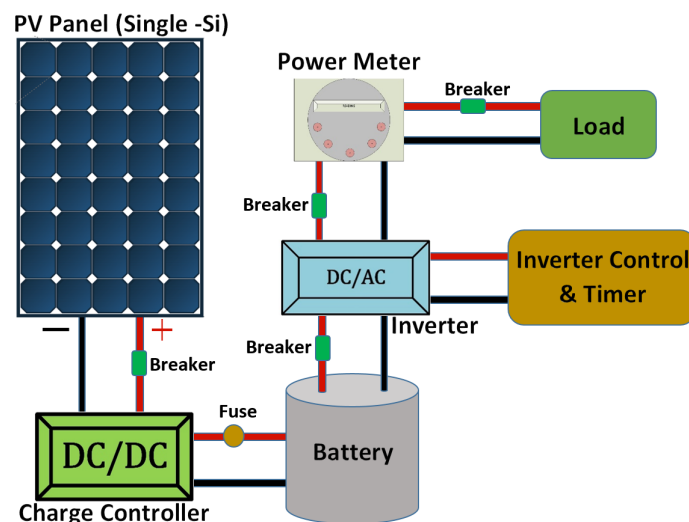 PV Panel (Single -Si)
Power Meter
Breaker
Load
Breaker
DC/AC
Inverter Control
& Timer
Inverter
Breaker
— +
Breaker
Fuse
DC/DC
Battery
Charge Controller